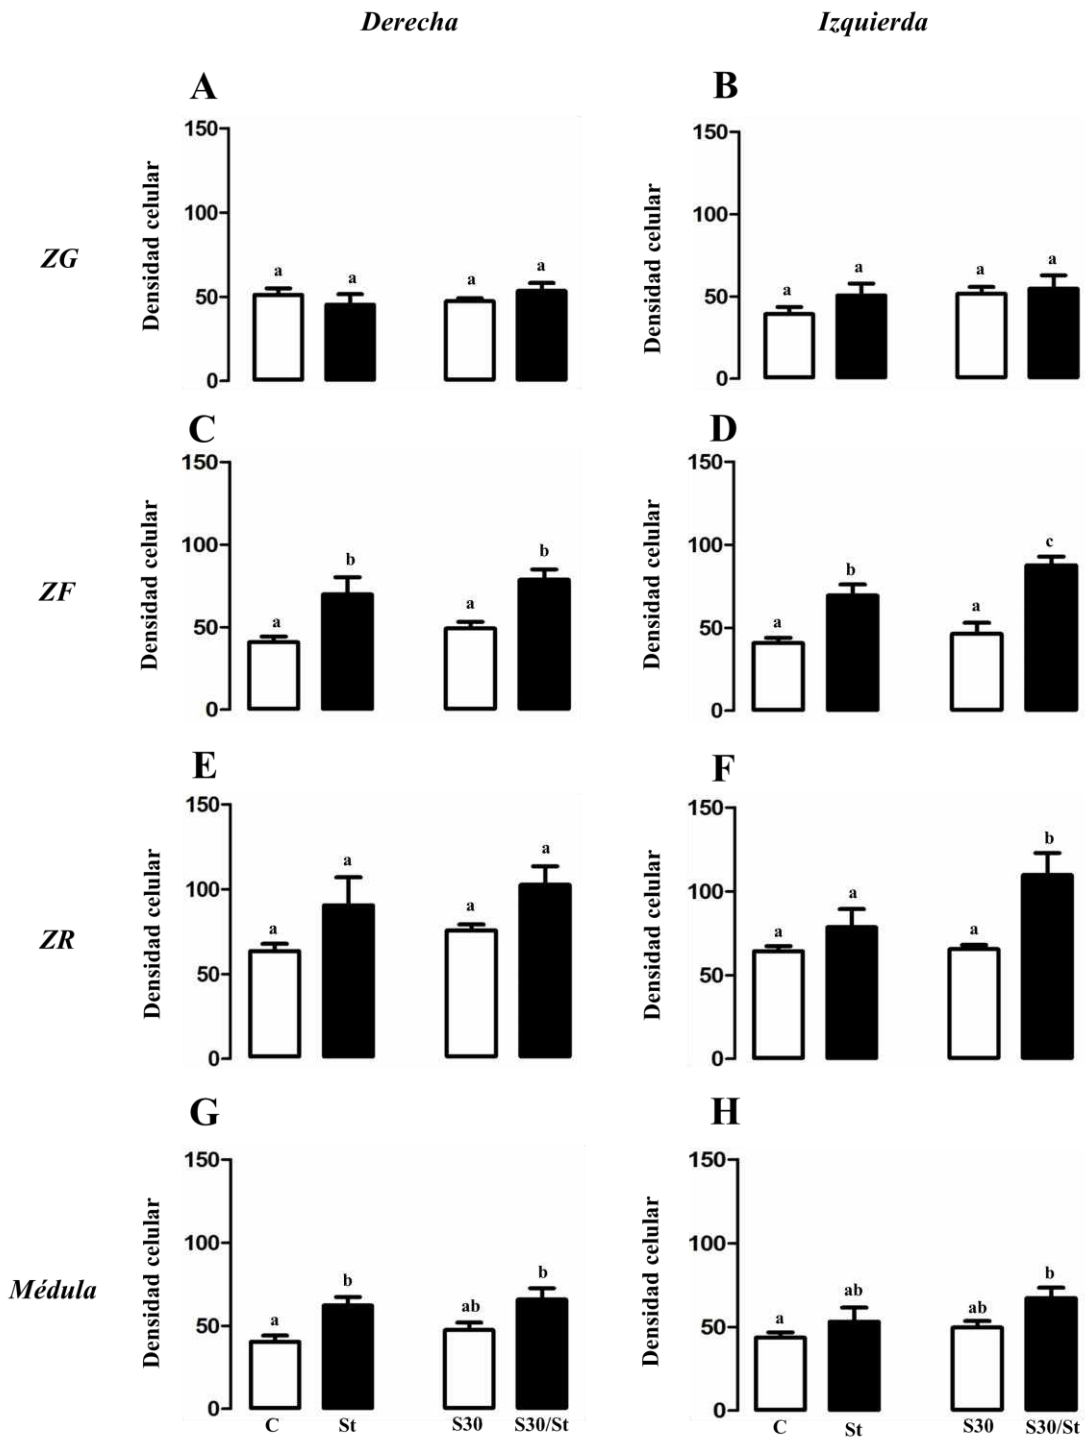 Derecha Izquierda
A B
150 150
100 100
50 50
0 0
Densidad celular Densidad celular
ZG
a a a a a a a a
C D
150 150
100 100
50 50
0 0
Densidad celular Densidad celular
ZF
a b a b a b a c
E F
150 150
100 100
50 50
0 0
Densidad celular Densidad celular
ZR
a a a a a a a b
G H
150 150
100 100
50 50
0 0
Densidad celular Densidad celular
Médula
a b ab b a ab ab b
C St S30 S30/St C St S30 S30/St